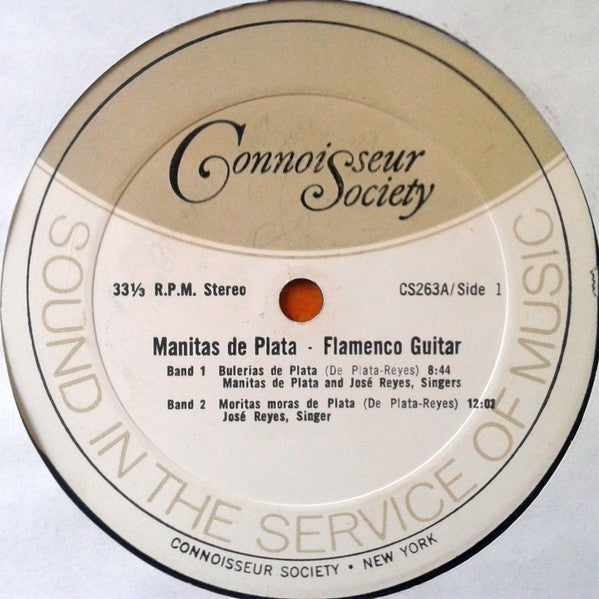 Connoisseur
Society
33⅓ R.P.M. Stereo
CS263A/Side 1
Manitas de Plata - Flamenco Guitar
Band 1 Bulerias de Plata (De Plata-Reyes) 8:44
Manitas de Plata and José Reyes, Singers
Band 2 Moritas moras de Plata (De Plata-Reyes) 12:03
José Reyes, Singer
SOUND IN THE SERVICE OF MUSIC
CONNOISSEUR SOCIETY • NEW YORK